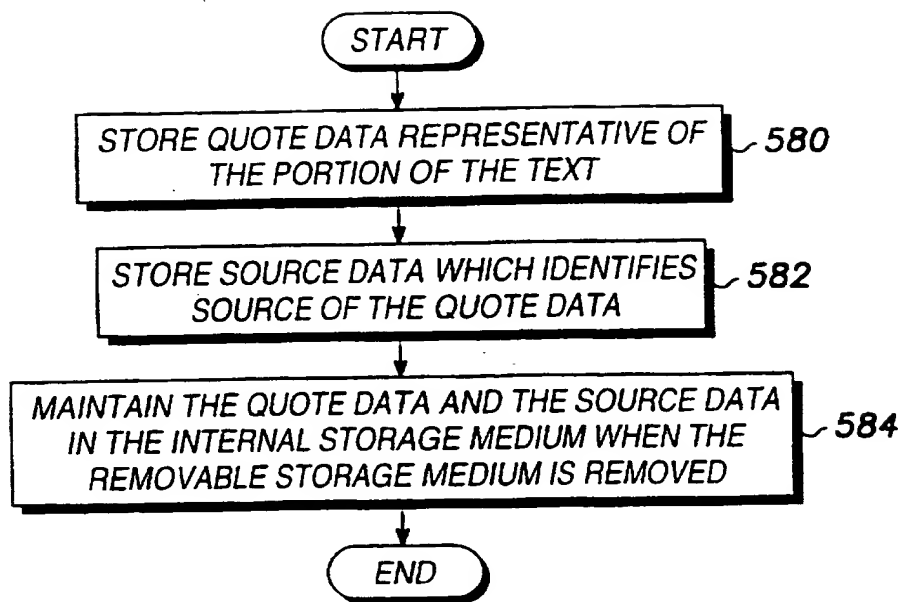 START
STORE QUOTE DATA REPRESENTATIVE OF
THE PORTION OF THE TEXT
580
STORE SOURCE DATA WHICH IDENTIFIES
SOURCE OF THE QUOTE DATA
582
MAINTAIN THE QUOTE DATA AND THE SOURCE DATA
IN THE INTERNAL STORAGE MEDIUM WHEN THE
REMOVABLE STORAGE MEDIUM IS REMOVED
584
END